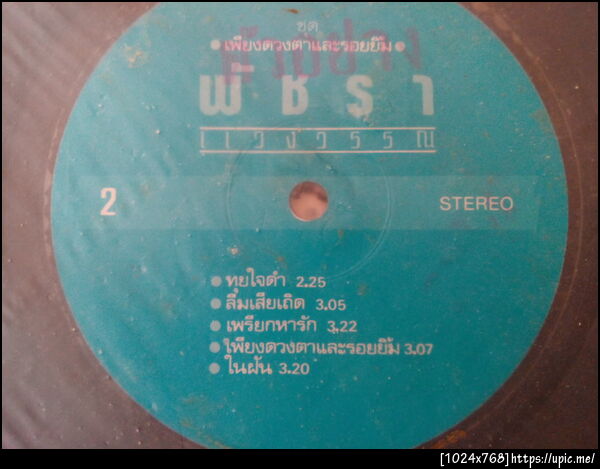 ชุด
● เพียงดวงตาและรอยยิ้ม ●
พัชรา
แวงวรรณ
2
STEREO
● ทุยใจดำ 2.25
● ลืมเสียเถิด 3.05
● เพรียกหารัก 3.22
● เพียงดวงตาและรอยยิ้ม 3.07
● ในฝัน 3.20
[1024x768]https://upic.me/